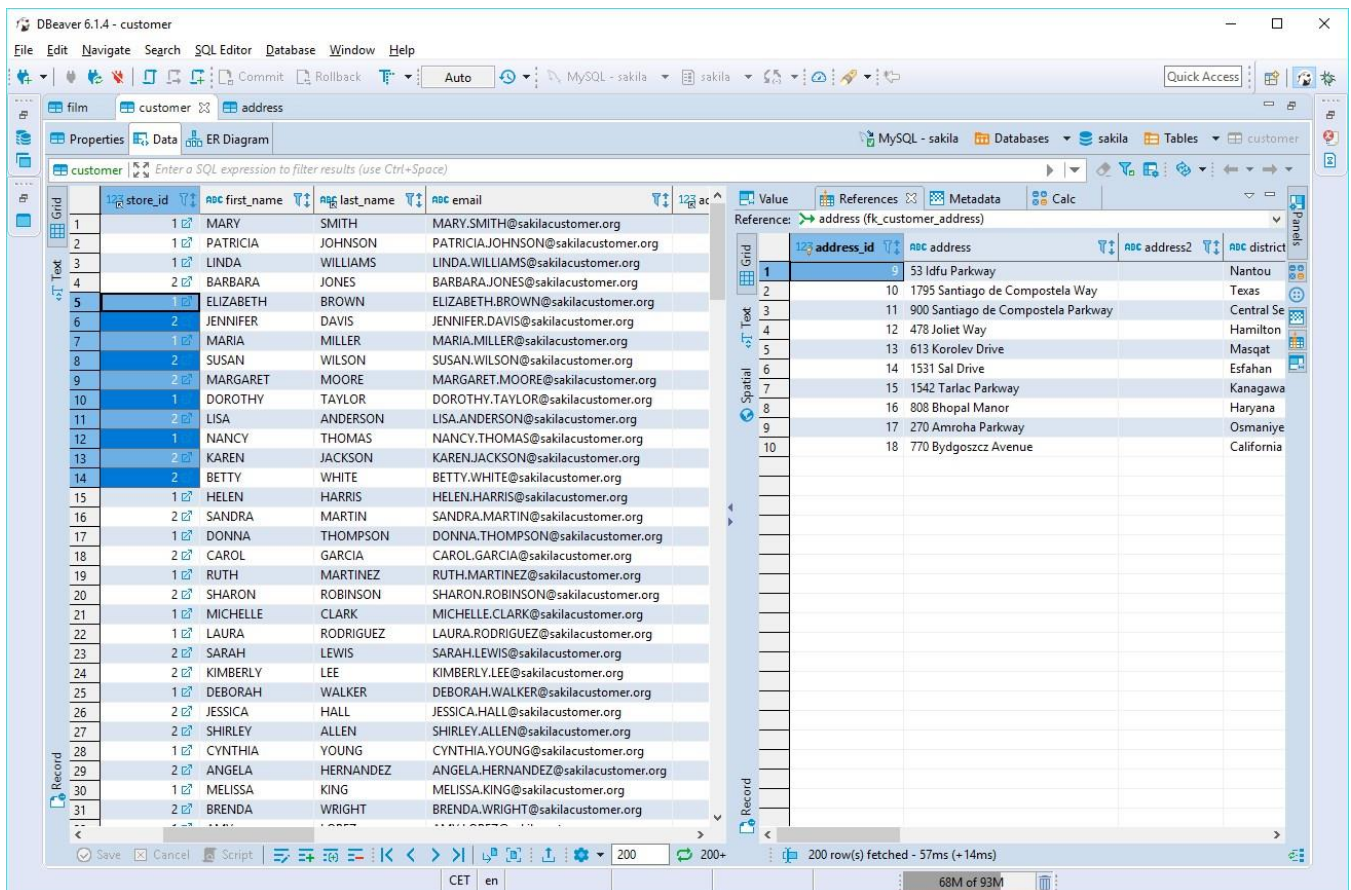 DBeaver 6.1.4 - customer
File Edit Navigate Search SQL Editor Database Window Help
Commit Rollback Auto MySQL - sakila sakila Quick Access
film customer address
Properties Data ER Diagram MySQL - sakila Databases sakila Tables customer
customer Enter a SQL expression to filter results (use Ctrl+Space)
Value References Metadata Calc
Reference: address (fk_customer_address)
Grid
Text
Record
123 store_id ABC first_name ABC last_name ABC email 123 ac
1 1 MARY SMITH MARY.SMITH@sakilacustomer.org
2 1 PATRICIA JOHNSON PATRICIA.JOHNSON@sakilacustomer.org
3 1 LINDA WILLIAMS LINDA.WILLIAMS@sakilacustomer.org
4 2 BARBARA JONES BARBARA.JONES@sakilacustomer.org
5 1 ELIZABETH BROWN ELIZABETH.BROWN@sakilacustomer.org
6 2 JENNIFER DAVIS JENNIFER.DAVIS@sakilacustomer.org
7 1 MARIA MILLER MARIA.MILLER@sakilacustomer.org
8 2 SUSAN WILSON SUSAN.WILSON@sakilacustomer.org
9 2 MARGARET MOORE MARGARET.MOORE@sakilacustomer.org
10 1 DOROTHY TAYLOR DOROTHY.TAYLOR@sakilacustomer.org
11 2 LISA ANDERSON LISA.ANDERSON@sakilacustomer.org
12 1 NANCY THOMAS NANCY.THOMAS@sakilacustomer.org
13 2 KAREN JACKSON KAREN.JACKSON@sakilacustomer.org
14 2 BETTY WHITE BETTY.WHITE@sakilacustomer.org
15 1 HELEN HARRIS HELEN.HARRIS@sakilacustomer.org
16 2 SANDRA MARTIN SANDRA.MARTIN@sakilacustomer.org
17 1 DONNA THOMPSON DONNA.THOMPSON@sakilacustomer.org
18 2 CAROL GARCIA CAROL.GARCIA@sakilacustomer.org
19 1 RUTH MARTINEZ RUTH.MARTINEZ@sakilacustomer.org
20 2 SHARON ROBINSON SHARON.ROBINSON@sakilacustomer.org
21 1 MICHELLE CLARK MICHELLE.CLARK@sakilacustomer.org
22 1 LAURA RODRIGUEZ LAURA.RODRIGUEZ@sakilacustomer.org
23 2 SARAH LEWIS SARAH.LEWIS@sakilacustomer.org
24 2 KIMBERLY LEE KIMBERLY.LEE@sakilacustomer.org
25 1 DEBORAH WALKER DEBORAH.WALKER@sakilacustomer.org
26 2 JESSICA HALL JESSICA.HALL@sakilacustomer.org
27 2 SHIRLEY ALLEN SHIRLEY.ALLEN@sakilacustomer.org
28 1 CYNTHIA YOUNG CYNTHIA.YOUNG@sakilacustomer.org
29 2 ANGELA HERNANDEZ ANGELA.HERNANDEZ@sakilacustomer.org
30 1 MELISSA KING MELISSA.KING@sakilacustomer.org
31 2 BRENDA WRIGHT BRENDA.WRIGHT@sakilacustomer.org
Grid
Text
Spatial
Record
123 address_id ABC address ABC address2 ABC district
1 9 53 Idfu Parkway Nantou
2 10 1795 Santiago de Compostela Way Texas
3 11 900 Santiago de Compostela Parkway Central Se
4 12 478 Joliet Way Hamilton
5 13 613 Korolev Drive Masqat
6 14 1531 Sal Drive Esfahan
7 15 1542 Tarlac Parkway Kanagawa
8 16 808 Bhopal Manor Haryana
9 17 270 Amroha Parkway Osmaniye
10 18 770 Bydgoszcz Avenue California
Panels
Save Cancel Script 200 200+
200 row(s) fetched - 57ms (+14ms)
CET en 68M of 93M